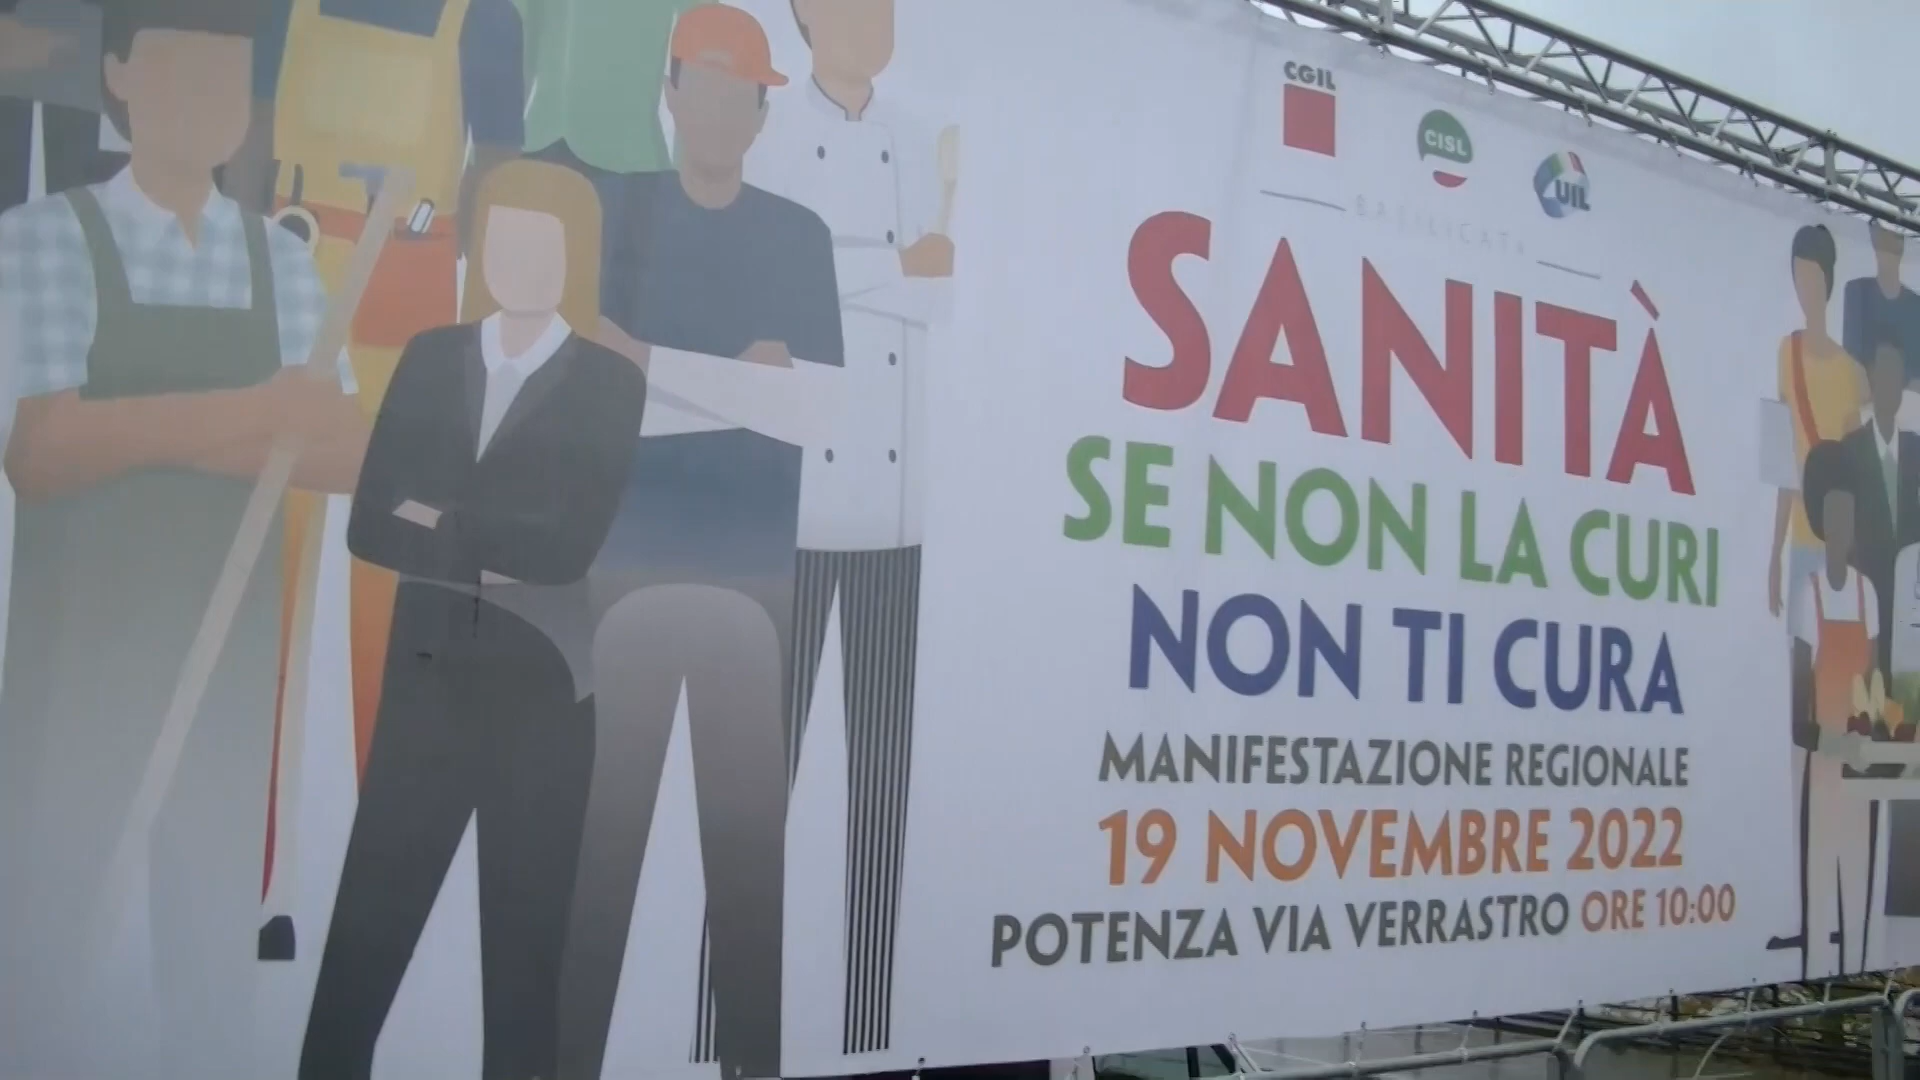 CGIL
CISL
UIL
BASILICATA
SANITÀ
SE NON LA CURI
NON TI CURA
MANIFESTAZIONE REGIONALE
19 NOVEMBRE 2022
POTENZA VIA VERRASTRO ORE 10:00